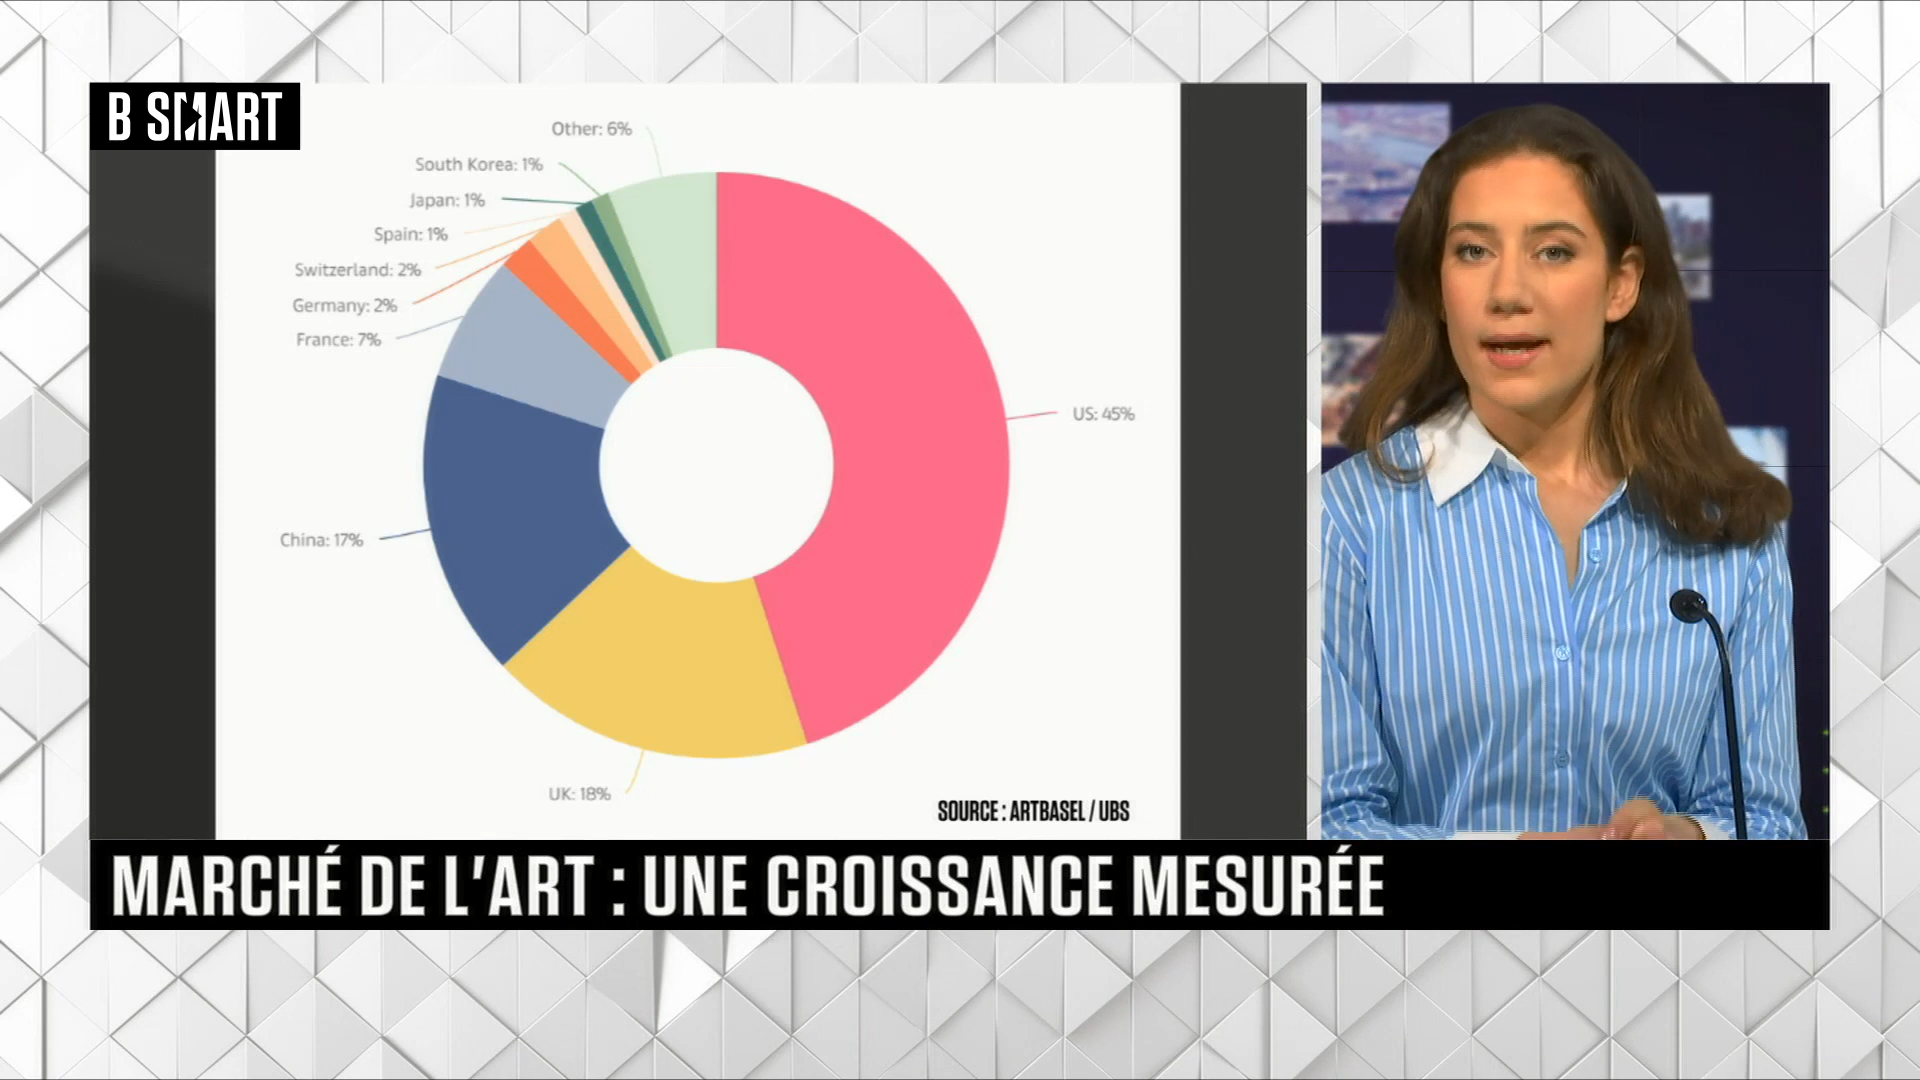 B SMART
Other: 6%
South Korea: 1%
Japan: 1%
Spain: 1%
Switzerland: 2%
Germany: 2%
France: 7%
US: 45%
China: 17%
UK: 18%
SOURCE : ARTBASEL / UBS
MARCHÉ DE L'ART : UNE CROISSANCE MESURÉE